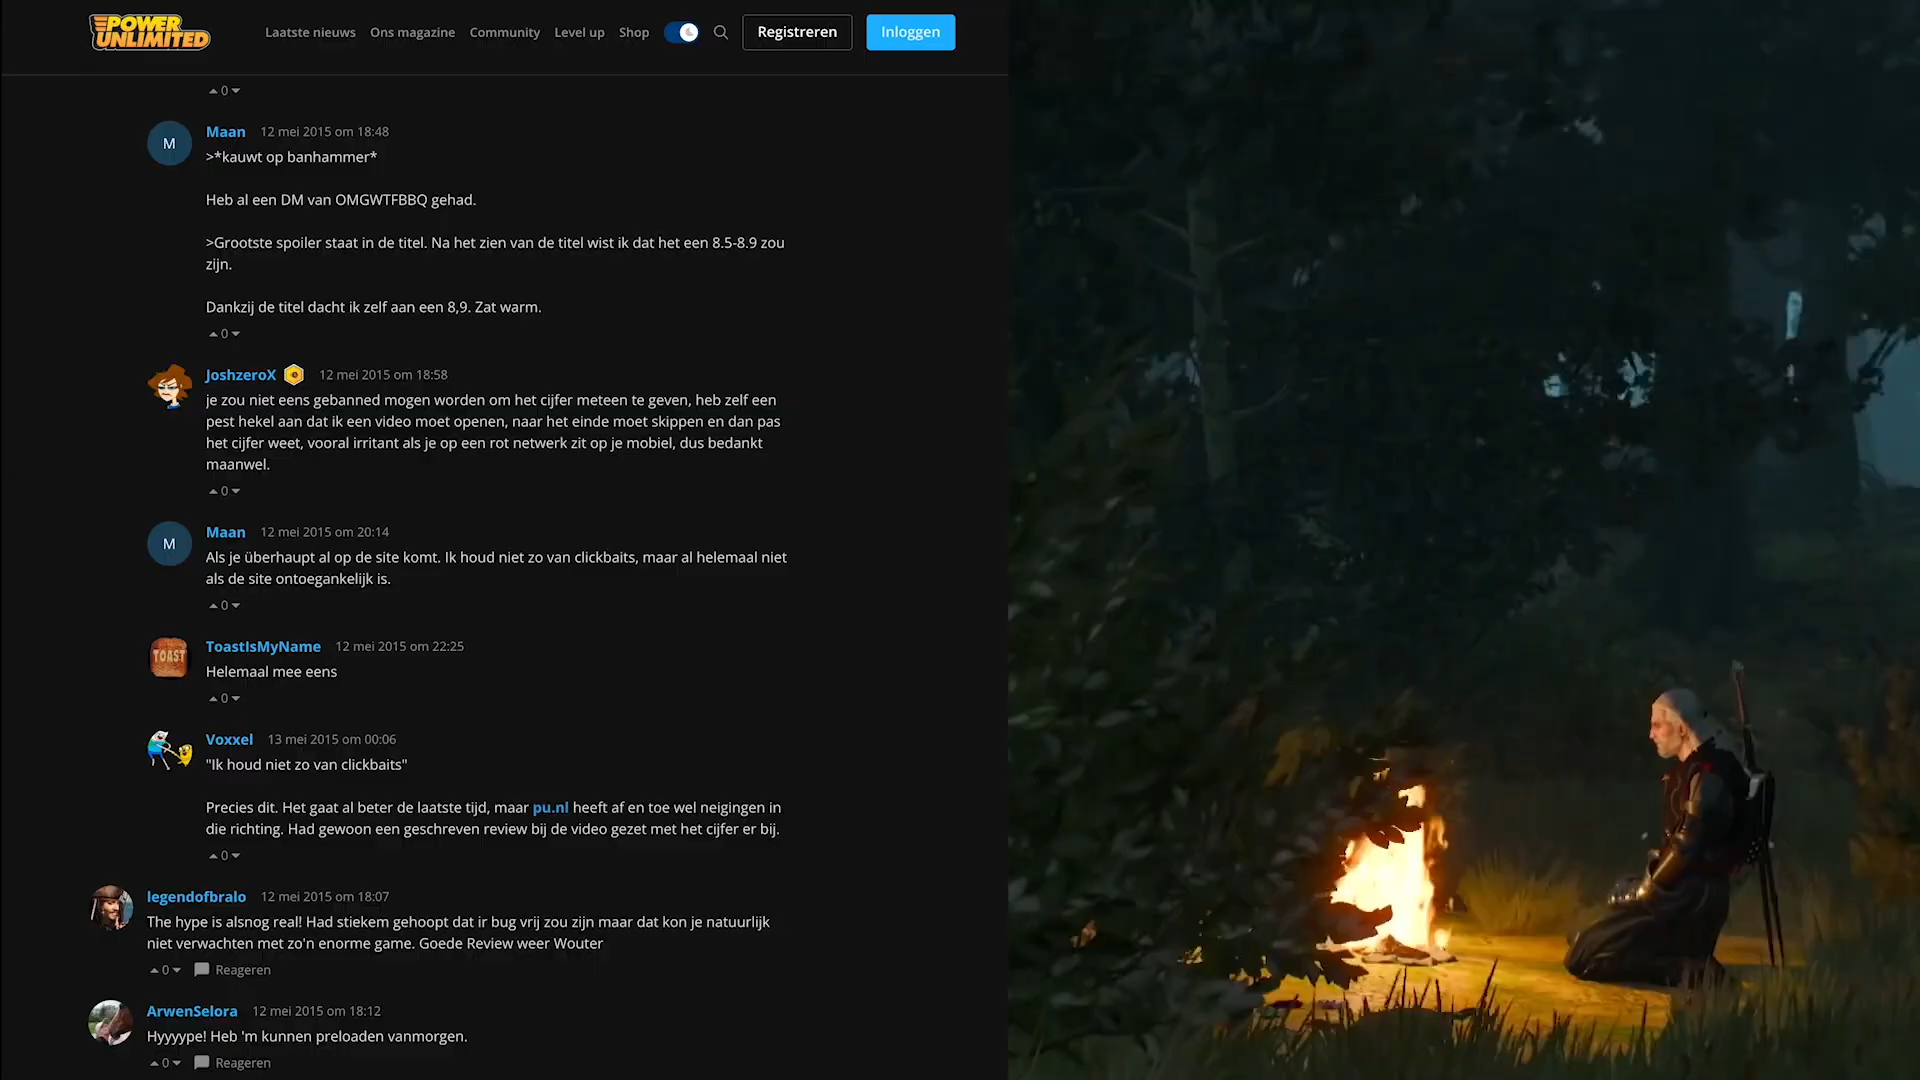 POWER
UNLIMITED
Laatste nieuws Ons magazine Community Level up Shop Registreren Inloggen
0
M
Maan 12 mei 2015 om 18:48
>*kauwt op banhammer*
Heb al een DM van OMGWTFBBQ gehad.
>Grootste spoiler staat in de titel. Na het zien van de titel wist ik dat het een 8.5-8.9 zou
zijn.
Dankzij de titel dacht ik zelf aan een 8,9. Zat warm.
0
JoshzeroX 12 mei 2015 om 18:58
je zou niet eens gebanned mogen worden om het cijfer meteen te geven, heb zelf een
pest hekel aan dat ik een video moet openen, naar het einde moet skippen en dan pas
het cijfer weet, vooral irritant als je op een rot netwerk zit op je mobiel, dus bedankt
maanwel.
0
M
Maan 12 mei 2015 om 20:14
Als je überhaupt al op de site komt. Ik houd niet zo van clickbaits, maar al helemaal niet
als de site ontoegankelijk is.
0
TOAST
ToastIsMyName 12 mei 2015 om 22:25
Helemaal mee eens
0
Voxxel 13 mei 2015 om 00:06
"Ik houd niet zo van clickbaits"
Precies dit. Het gaat al beter de laatste tijd, maar pu.nl heeft af en toe wel neigingen in
die richting. Had gewoon een geschreven review bij de video gezet met het cijfer er bij.
0
legendofbralo 12 mei 2015 om 18:07
The hype is alsnog real! Had stiekem gehoopt dat ir bug vrij zou zijn maar dat kon je natuurlijk
niet verwachten met zo'n enorme game. Goede Review weer Wouter
0 Reageren
ArwenSelora 12 mei 2015 om 18:12
Hyyyype! Heb 'm kunnen preloaden vanmorgen.
0 Reageren